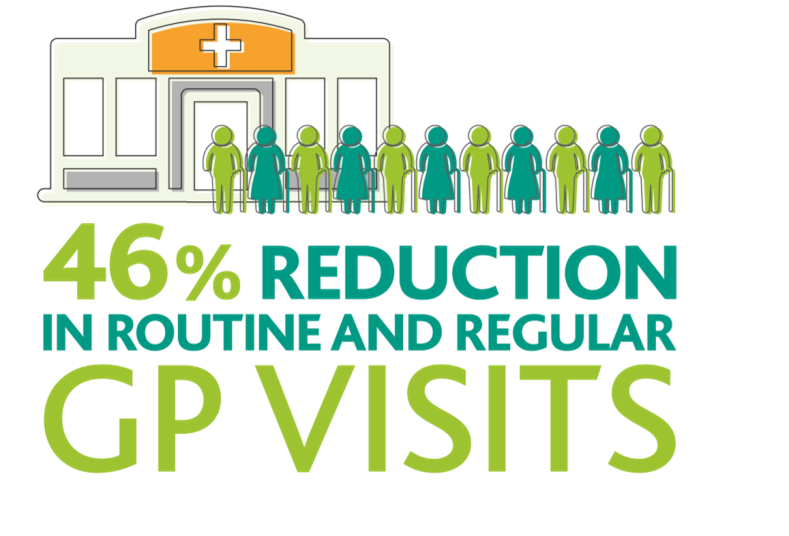 46% REDUCTION
IN ROUTINE AND REGULAR
GP VISITS